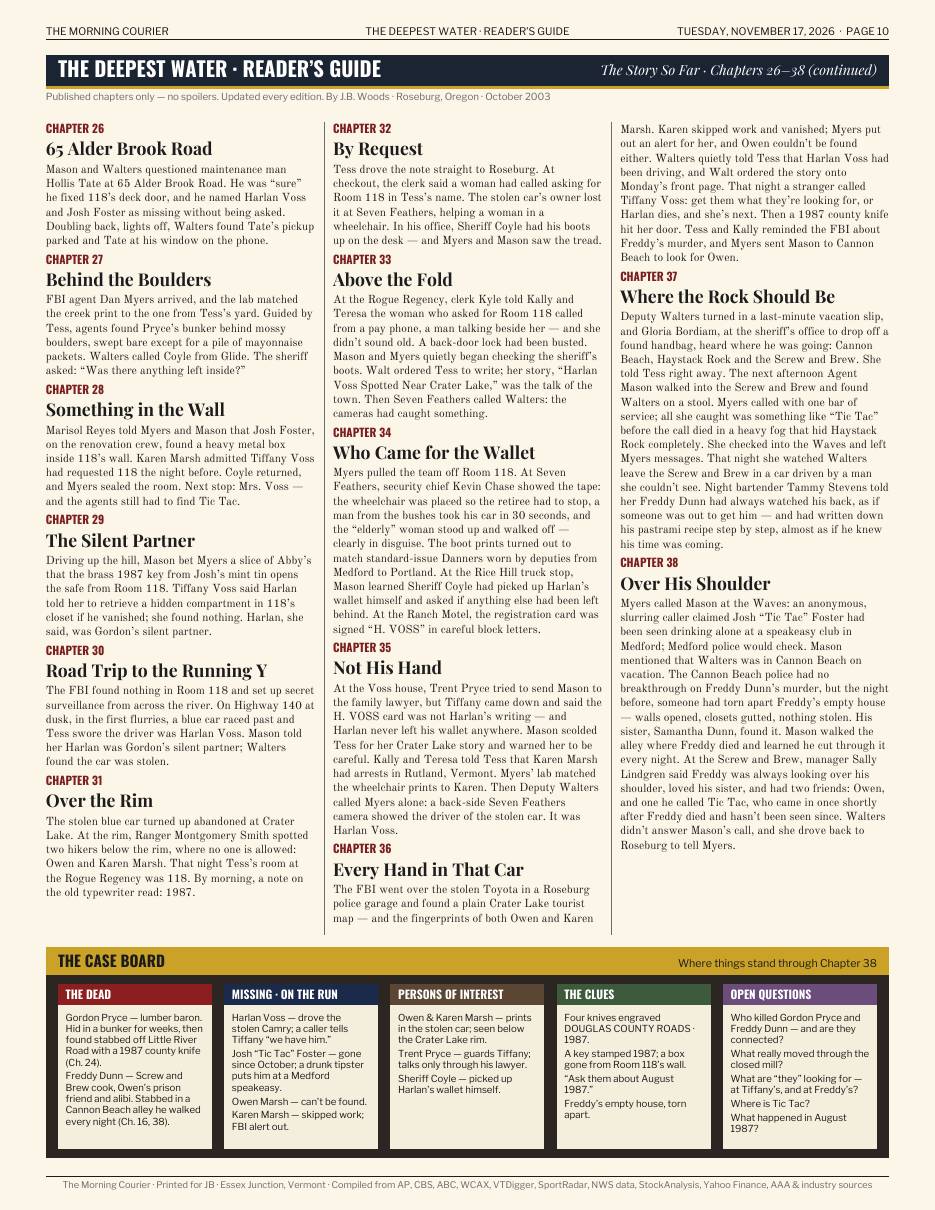 THE MORNING COURIER
THE DEEPEST WATER · READER'S GUIDE
TUESDAY, NOVEMBER 17, 2026 · PAGE 10
THE DEEPEST WATER · READER'S GUIDE
The Story So Far · Chapters 26–38 (continued)
Published chapters only — no spoilers. Updated every edition. By J.B. Woods · Roseburg, Oregon · October 2003
CHAPTER 26
65 Alder Brook Road
Mason and Walters questioned maintenance man
Hollis Tate at 65 Alder Brook Road. He was “sure”
he fixed 118’s deck door, and he named Harlan Voss
and Josh Foster as missing without being asked.
Doubling back, lights off, Walters found Tate’s pickup
parked and Tate at his window on the phone.
CHAPTER 27
Behind the Boulders
FBI agent Dan Myers arrived, and the lab matched
the creek print to the one from Tess’s yard. Guided by
Tess, agents found Pryce’s bunker behind mossy
boulders, swept bare except for a pile of mayonnaise
packets. Walters called Coyle from Glide. The sheriff
asked: “Was there anything left inside?”
CHAPTER 28
Something in the Wall
Marisol Reyes told Myers and Mason that Josh Foster,
on the renovation crew, found a heavy metal box
inside 118’s wall. Karen Marsh admitted Tiffany Voss
had requested 118 the night before. Coyle returned,
and Myers sealed the room. Next stop: Mrs. Voss —
and the agents still had to find Tic Tac.
CHAPTER 29
The Silent Partner
Driving up the hill, Mason bet Myers a slice of Abby’s
that the brass 1987 key from Josh’s mint tin opens
the safe from Room 118. Tiffany Voss said Harlan
told her to retrieve a hidden compartment in 118’s
closet if he vanished; she found nothing. Harlan, she
said, was Gordon’s silent partner.
CHAPTER 30
Road Trip to the Running Y
The FBI found nothing in Room 118 and set up secret
surveillance from across the river. On Highway 140 at
dusk, in the first flurries, a blue car raced past and
Tess swore the driver was Harlan Voss. Mason told
her Harlan was Gordon’s silent partner; Walters
found the car was stolen.
CHAPTER 31
Over the Rim
The stolen blue car turned up abandoned at Crater
Lake. At the rim, Ranger Montgomery Smith spotted
two hikers below the rim, where no one is allowed:
Owen and Karen Marsh. That night Tess’s room at
the Rogue Regency was 118. By morning, a note on
the old typewriter read: 1987.
CHAPTER 32
By Request
Tess drove the note straight to Roseburg. At
checkout, the clerk said a woman had called asking for
Room 118 in Tess’s name. The stolen car’s owner lost
it at Seven Feathers, helping a woman in a
wheelchair. In his office, Sheriff Coyle had his boots
up on the desk — and Myers and Mason saw the tread.
CHAPTER 33
Above the Fold
At the Rogue Regency, clerk Kyle told Kally and
Teresa the woman who asked for Room 118 called
from a pay phone, a man talking beside her — and she
didn’t sound old. A back-door lock had been busted.
Mason and Myers quietly began checking the sheriff’s
boots. Walt ordered Tess to write; her story, “Harlan
Voss Spotted Near Crater Lake,” was the talk of the
town. Then Seven Feathers called Walters: the
cameras had caught something.
CHAPTER 34
Who Came for the Wallet
Myers pulled the team off Room 118. At Seven
Feathers, security chief Kevin Chase showed the tape:
the wheelchair was placed so the retiree had to stop, a
man from the bushes took his car in 30 seconds, and
the “elderly” woman stood up and walked off —
clearly in disguise. The boot prints turned out to
match standard-issue Danners worn by deputies from
Medford to Portland. At the Rice Hill truck stop,
Mason learned Sheriff Coyle had picked up Harlan’s
wallet himself and asked if anything else had been left
behind. At the Ranch Motel, the registration card was
signed “H. VOSS” in careful block letters.
CHAPTER 35
Not His Hand
At the Voss house, Trent Pryce tried to send Mason to
the family lawyer, but Tiffany came down and said the
H. VOSS card was not Harlan’s writing — and
Harlan never left his wallet anywhere. Mason scolded
Tess for her Crater Lake story and warned her to be
careful. Kally and Teresa told Tess that Karen Marsh
had arrests in Rutland, Vermont. Myers’ lab matched
the wheelchair prints to Karen. Then Deputy Walters
called Myers alone: a back-side Seven Feathers
camera showed the driver of the stolen car. It was
Harlan Voss.
CHAPTER 36
Every Hand in That Car
The FBI went over the stolen Toyota in a Roseburg
police garage and found a plain Crater Lake tourist
map — and the fingerprints of both Owen and Karen
Marsh. Karen skipped work and vanished; Myers put
out an alert for her, and Owen couldn’t be found
either. Walters quietly told Tess that Harlan Voss had
been driving, and Walt ordered the story onto
Monday’s front page. That night a stranger called
Tiffany Voss: get them what they’re looking for, or
Harlan dies, and she’s next. Then a 1987 county knife
hit her door. Tess and Kally reminded the FBI about
Freddy’s murder, and Myers sent Mason to Cannon
Beach to look for Owen.
CHAPTER 37
Where the Rock Should Be
Deputy Walters turned in a last-minute vacation slip,
and Gloria Bordiam, at the sheriff’s office to drop off a
found handbag, heard where he was going: Cannon
Beach, Haystack Rock and the Screw and Brew. She
told Tess right away. The next afternoon Agent
Mason walked into the Screw and Brew and found
Walters on a stool. Myers called with one bar of
service; all she caught was something like “Tic Tac”
before the call died in a heavy fog that hid Haystack
Rock completely. She checked into the Waves and left
Myers messages. That night she watched Walters
leave the Screw and Brew in a car driven by a man
she couldn’t see. Night bartender Tammy Stevens told
her Freddy Dunn had always watched his back, as if
someone was out to get him — and had written down
his pastrami recipe step by step, almost as if he knew
his time was coming.
CHAPTER 38
Over His Shoulder
Myers called Mason at the Waves: an anonymous,
slurring caller claimed Josh “Tic Tac” Foster had
been seen drinking alone at a speakeasy club in
Medford; Medford police would check. Mason
mentioned that Walters was in Cannon Beach on
vacation. The Cannon Beach police had no
breakthrough on Freddy Dunn’s murder, but the night
before, someone had torn apart Freddy’s empty house
— walls opened, closets gutted, nothing stolen. His
sister, Samantha Dunn, found it. Mason walked the
alley where Freddy died and learned he cut through it
every night. At the Screw and Brew, manager Sally
Lindgren said Freddy was always looking over his
shoulder, loved his sister, and had two friends: Owen,
and one he called Tic Tac, who came in once shortly
after Freddy died and hasn’t been seen since. Walters
didn’t answer Mason’s call, and she drove back to
Roseburg to tell Myers.
THE CASE BOARD
Where things stand through Chapter 38
THE DEAD
Gordon Pryce — lumber baron.
Hid in a bunker for weeks, then
found stabbed off Little River
Road with a 1987 county knife
(Ch. 24).
Freddy Dunn — Screw and
Brew cook, Owen’s prison
friend and alibi. Stabbed in a
Cannon Beach alley he walked
every night (Ch. 16, 38).
MISSING · ON THE RUN
Harlan Voss — drove the
stolen Camry; a caller tells
Tiffany “we have him.”
Josh “Tic Tac” Foster — gone
since October; a drunk tipster
puts him at a Medford
speakeasy.
Owen Marsh — can’t be found.
Karen Marsh — skipped work;
FBI alert out.
PERSONS OF INTEREST
Owen & Karen Marsh — prints
in the stolen car; seen below
the Crater Lake rim.
Trent Pryce — guards Tiffany;
talks only through his lawyer.
Sheriff Coyle — picked up
Harlan’s wallet himself.
THE CLUES
Four knives engraved
DOUGLAS COUNTY ROADS ·
1987.
A key stamped 1987; a box
gone from Room 118’s wall.
“Ask them about August
1987.”
Freddy’s empty house, torn
apart.
OPEN QUESTIONS
Who killed Gordon Pryce and
Freddy Dunn — and are they
connected?
What really moved through the
closed mill?
What are “they” looking for —
at Tiffany’s, and at Freddy’s?
Where is Tic Tac?
What happened in August
1987?
The Morning Courier · Printed for JB · Essex Junction, Vermont · Compiled from AP, CBS, ABC, WCAX, VTDigger, SportRadar, NWS data, StockAnalysis, Yahoo Finance, AAA & industry sources